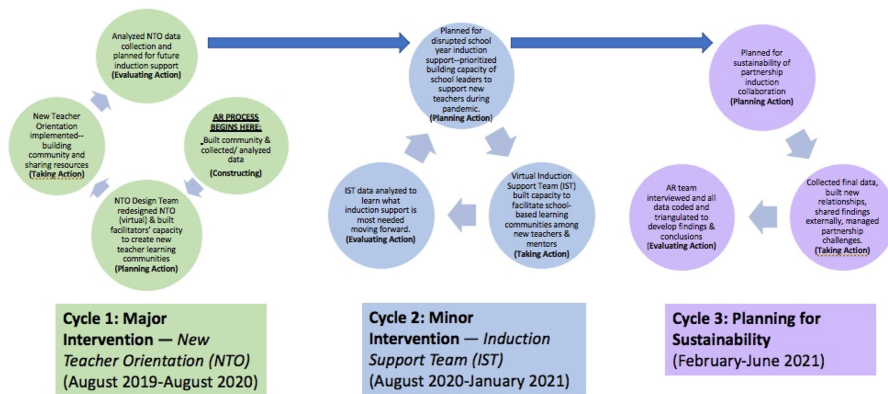 Analyzed NTO data
collection and
planned for future
induction support
(Evaluating Action)
New Teacher
Orientation
implemented--
building
community and
sharing resources
(Taking Action)
AR PROCESS
BEGINS HERE:
Built community &
collected/ analyzed
data
(Constructing)
NTO Design Team
redesigned NTO
(virtual) & built
facilitators' capacity to
create new
teacher learning
communities
(Planning Action)
Planned for
disrupted school
year induction
support--prioritized
building capacity of
school leaders to
support new
teachers during
pandemic.
(Planning Action)
IST data analyzed to
learn what
induction support is
most needed
moving forward.
(Evaluating Action)
Virtual Induction
Support Team (IST)
built capacity to
facilitate school-
based learning
communities among
new teachers &
mentors
(Taking Action)
Planned for
sustainability of
partnership
induction
collaboration
(Planning Action)
AR team
interviewed and all
data coded and
triangulated to
develop findings &
conclusions
(Evaluating Action)
Collected final data,
built new
relationships,
shared findings
externally, managed
partnership
challenges.
(Taking Action)
Cycle 1: Major
Intervention — New
Teacher Orientation (NTO)
(August 2019-August 2020)
Cycle 2: Minor
Intervention — Induction
Support Team (IST)
(August 2020-January 2021)
Cycle 3: Planning for
Sustainability
(February-June 2021)